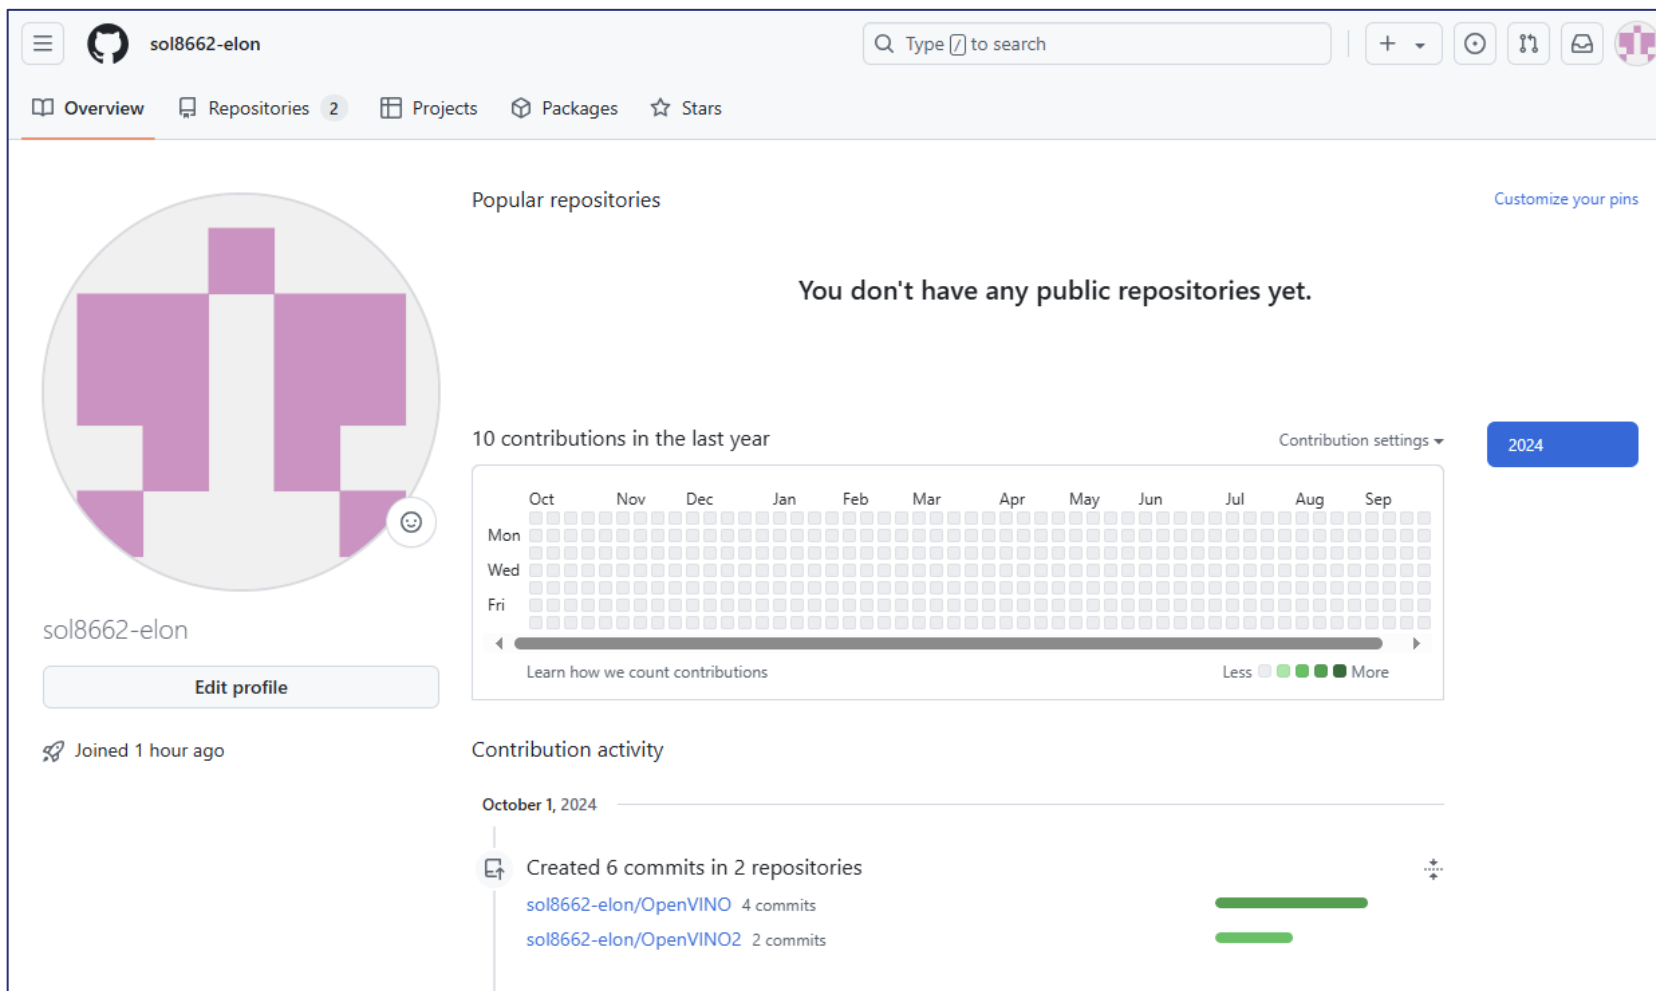 sol8662-elon
Type / to search
Overview
Repositories 2
Projects
Packages
Stars
Popular repositories
Customize your pins
You don't have any public repositories yet.
10 contributions in the last year
Contribution settings
2024
Oct Nov Dec Jan Feb Mar Apr May Jun Jul Aug Sep
Mon
Wed
Fri
Learn how we count contributions
Less More
sol8662-elon
Edit profile
Joined 1 hour ago
Contribution activity
October 1, 2024
Created 6 commits in 2 repositories
sol8662-elon/OpenVINO 4 commits
sol8662-elon/OpenVINO2 2 commits